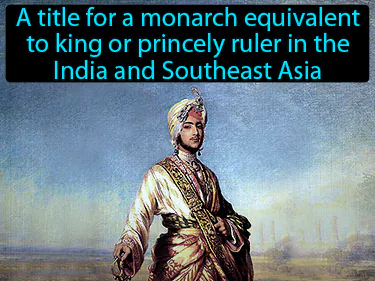 A title for a monarch equivalent
to king or princely ruler in the
India and Southeast Asia